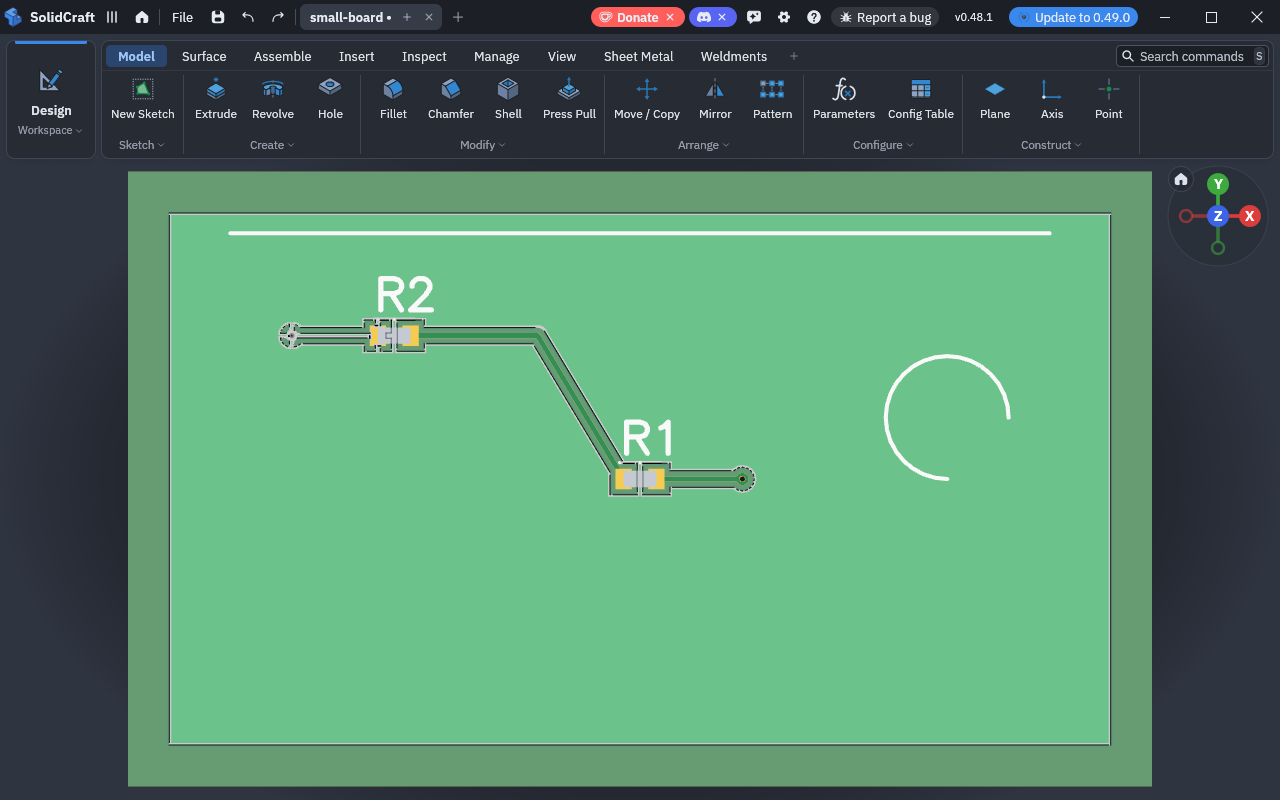 SolidCraft File small-board • Donate Report a bug v0.48.1 Update to 0.49.0
Model Surface Assemble Insert Inspect Manage View Sheet Metal Weldments Search commands S
Design
Workspace
New Sketch Extrude Revolve Hole Fillet Chamfer Shell Press Pull Move / Copy Mirror Pattern Parameters Config Table Plane Axis Point
Sketch Create Modify Arrange Configure Construct
Y
Z X
R2
R1